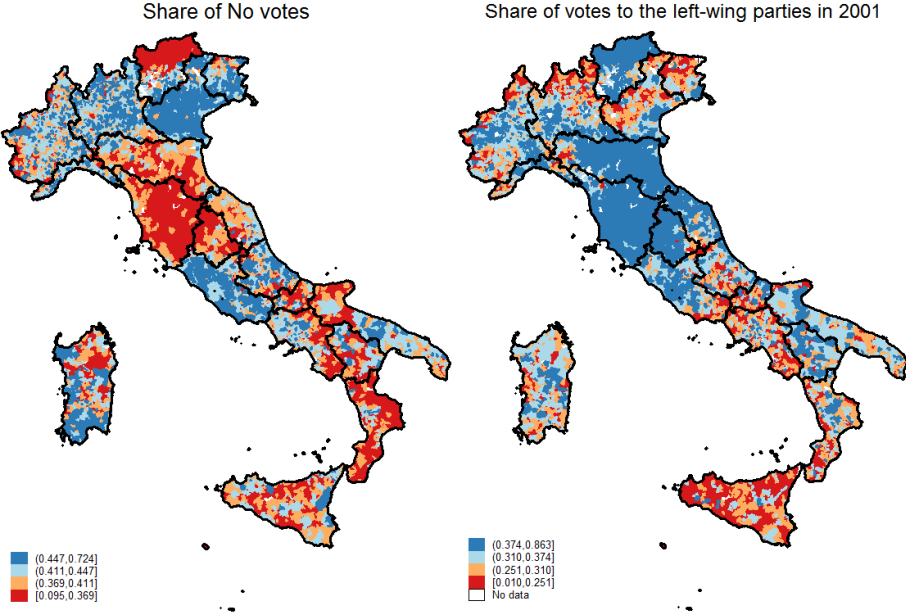 Share of No votes
Share of votes to the left-wing parties in 2001
(0.447,0.724]
(0.411,0.447]
(0.369,0.411]
[0.095,0.369]
(0.374,0.863]
(0.310,0.374]
(0.251,0.310]
[0.010,0.251]
No data